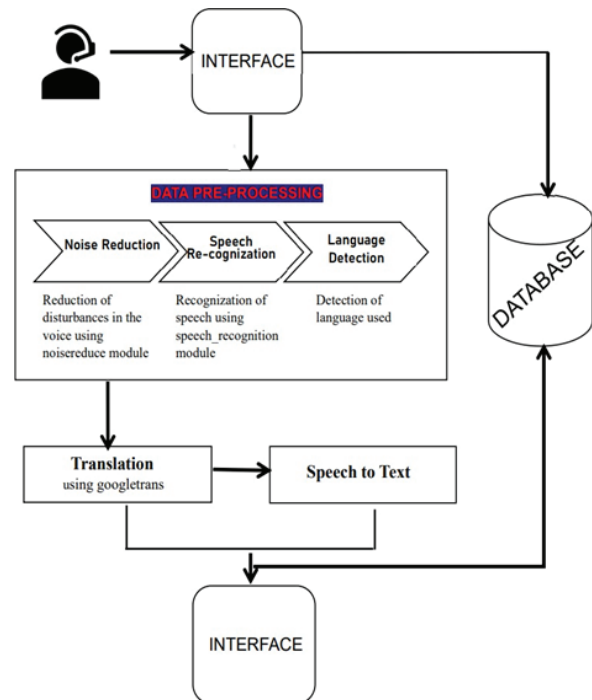 INTERFACE
DATA PRE-PROCESSING
Noise Reduction
Speech
Re-cognization
Language
Detection
Reduction of
disturbances in the
voice using
noisereduce module
Recognization of
speech using
speech_recognition
module
Detection of
language used
DATABASE
Translation
using googletrans
Speech to Text
INTERFACE